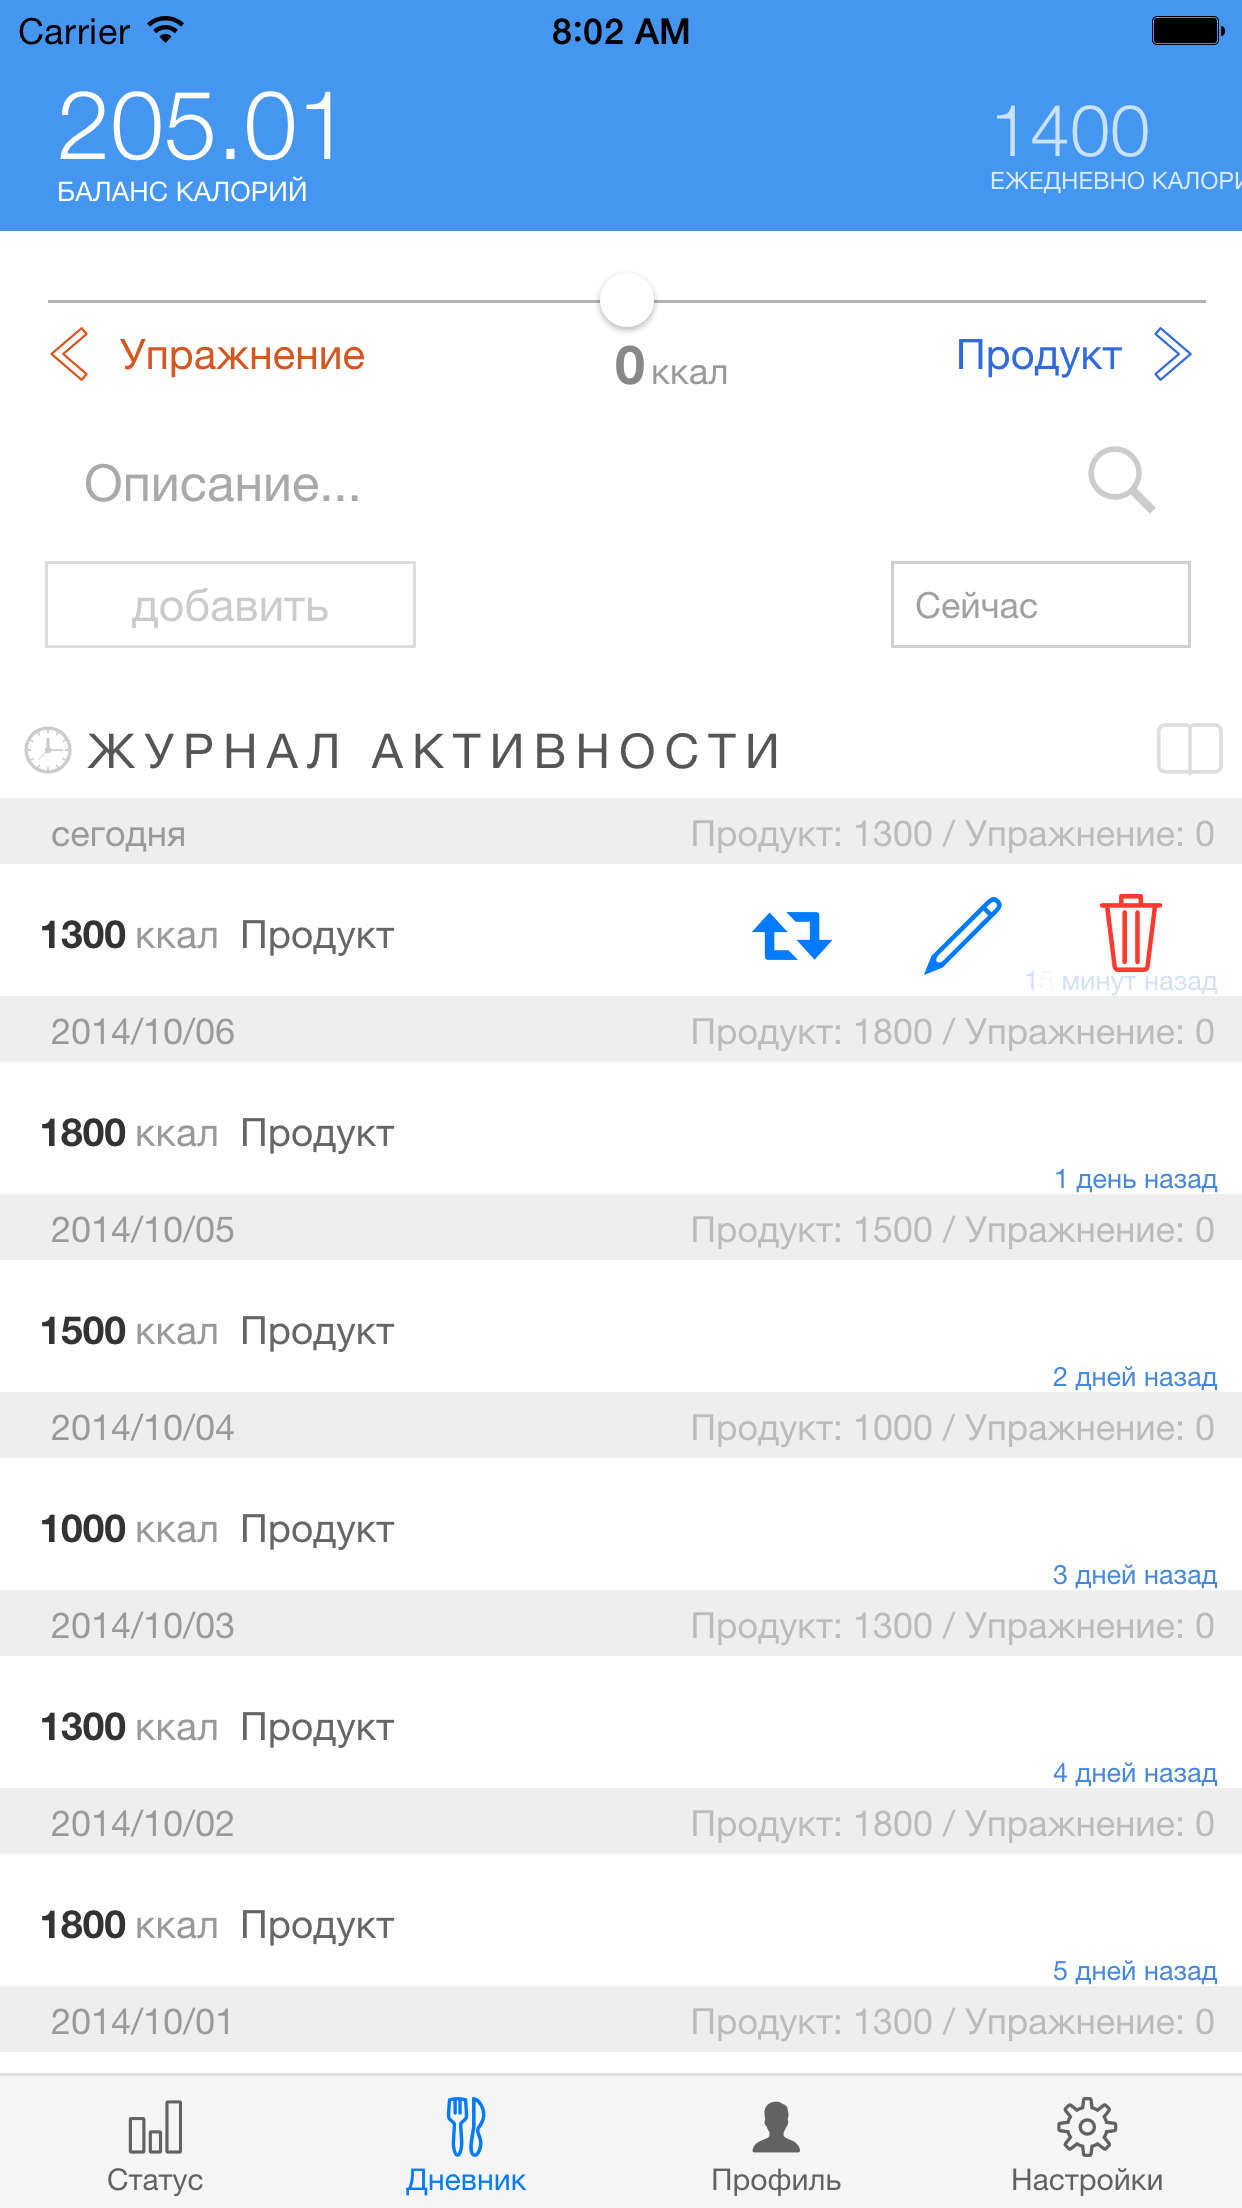 Carrier 8:02 AM
205.01 1400
БАЛАНС КАЛОРИЙ ЕЖЕДНЕВНО КАЛОРИ
Упражнение 0 ккал Продукт
Описание...
добавить Сейчас
ЖУРНАЛ АКТИВНОСТИ
сегодня Продукт: 1300 / Упражнение: 0
1300 ккал Продукт
15 минут назад
2014/10/06 Продукт: 1800 / Упражнение: 0
1800 ккал Продукт
1 день назад
2014/10/05 Продукт: 1500 / Упражнение: 0
1500 ккал Продукт
2 дней назад
2014/10/04 Продукт: 1000 / Упражнение: 0
1000 ккал Продукт
3 дней назад
2014/10/03 Продукт: 1300 / Упражнение: 0
1300 ккал Продукт
4 дней назад
2014/10/02 Продукт: 1800 / Упражнение: 0
1800 ккал Продукт
5 дней назад
2014/10/01 Продукт: 1300 / Упражнение: 0
Статус Дневник Профиль Настройки